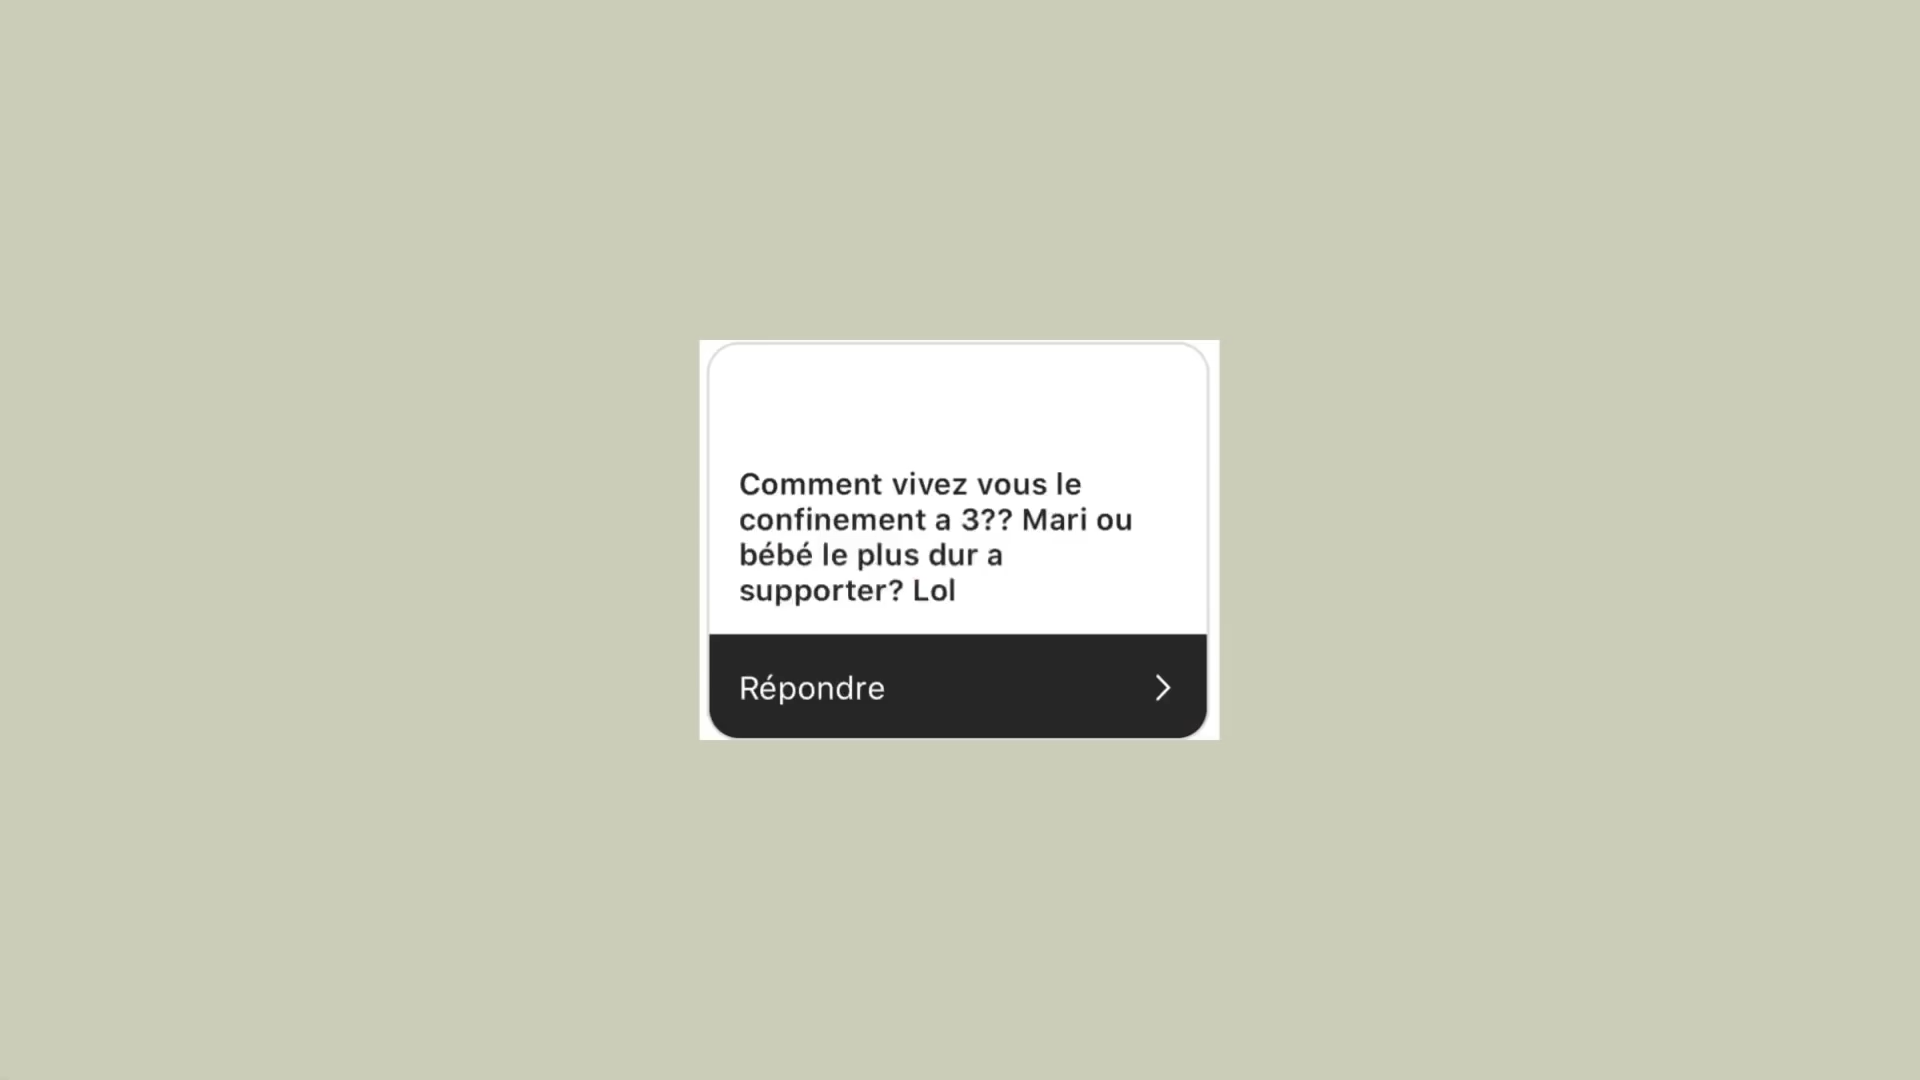 Comment vivez vous le
confinement a 3?? Mari ou
bébé le plus dur a
supporter? Lol
Répondre